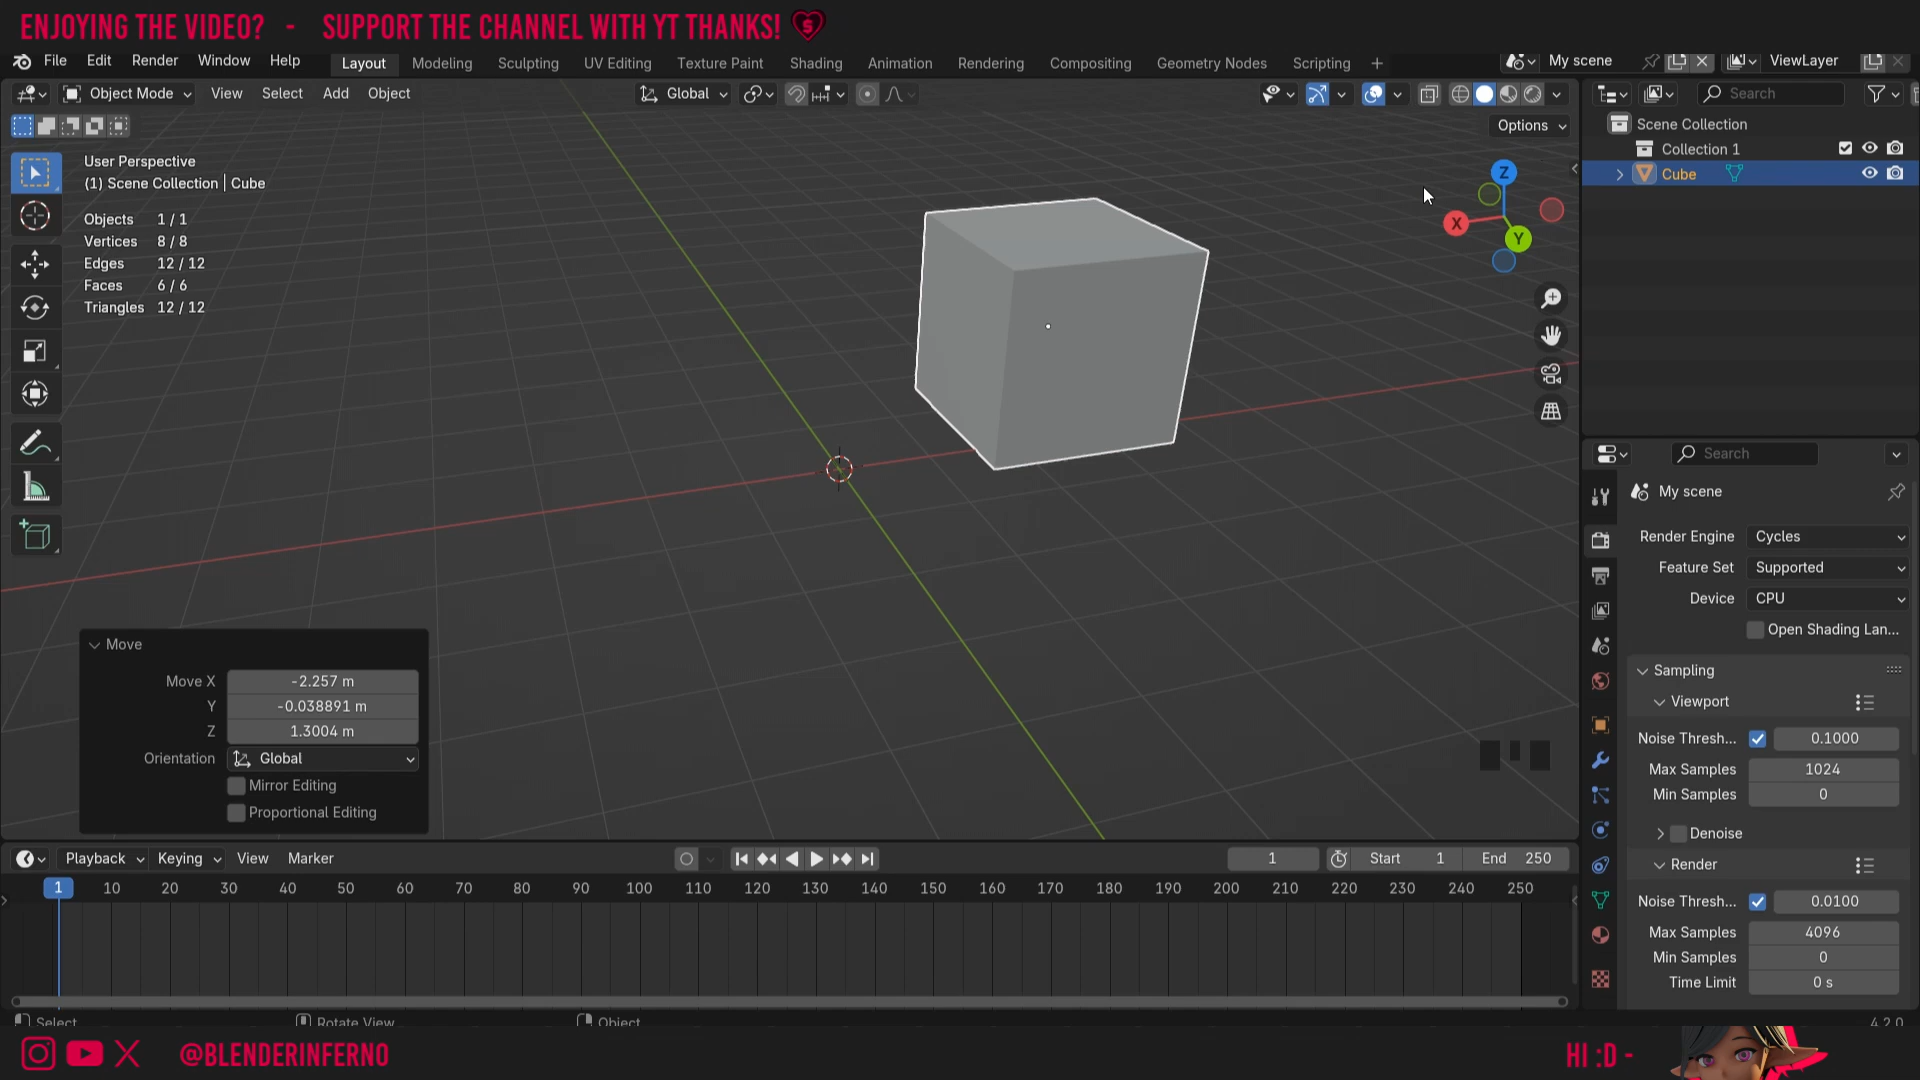 ENJOYING THE VIDEO? - SUPPORT THE CHANNEL WITH YT THANKS!
File Edit Render Window Help Layout Modeling Sculpting UV Editing Texture Paint Shading Animation Rendering Compositing Geometry Nodes Scripting + My scene ViewLayer
Object Mode View Select Add Object Global Search
Options
Scene Collection
Collection 1
Cube
User Perspective
(1) Scene Collection | Cube
Objects 1 / 1
Vertices 8 / 8
Edges 12 / 12
Faces 6 / 6
Triangles 12 / 12
Z
X
Y
Search
My scene
Render Engine Cycles
Feature Set Supported
Device CPU
Open Shading Lan...
Sampling
Viewport
Noise Thresh... 0.1000
Max Samples 1024
Min Samples 0
Denoise
Render
Noise Thresh... 0.0100
Max Samples 4096
Min Samples 0
Time Limit 0 s
Move
Move X -2.257 m
Y -0.038891 m
Z 1.3004 m
Orientation Global
Mirror Editing
Proportional Editing
Playback Keying View Marker 1 Start 1 End 250
1 10 20 30 40 50 60 70 80 90 100 110 120 130 140 150 160 170 180 190 200 210 220 230 240 250
Select Rotate View Object 4.2.0
@BLENDERINFERNO
HI :D -